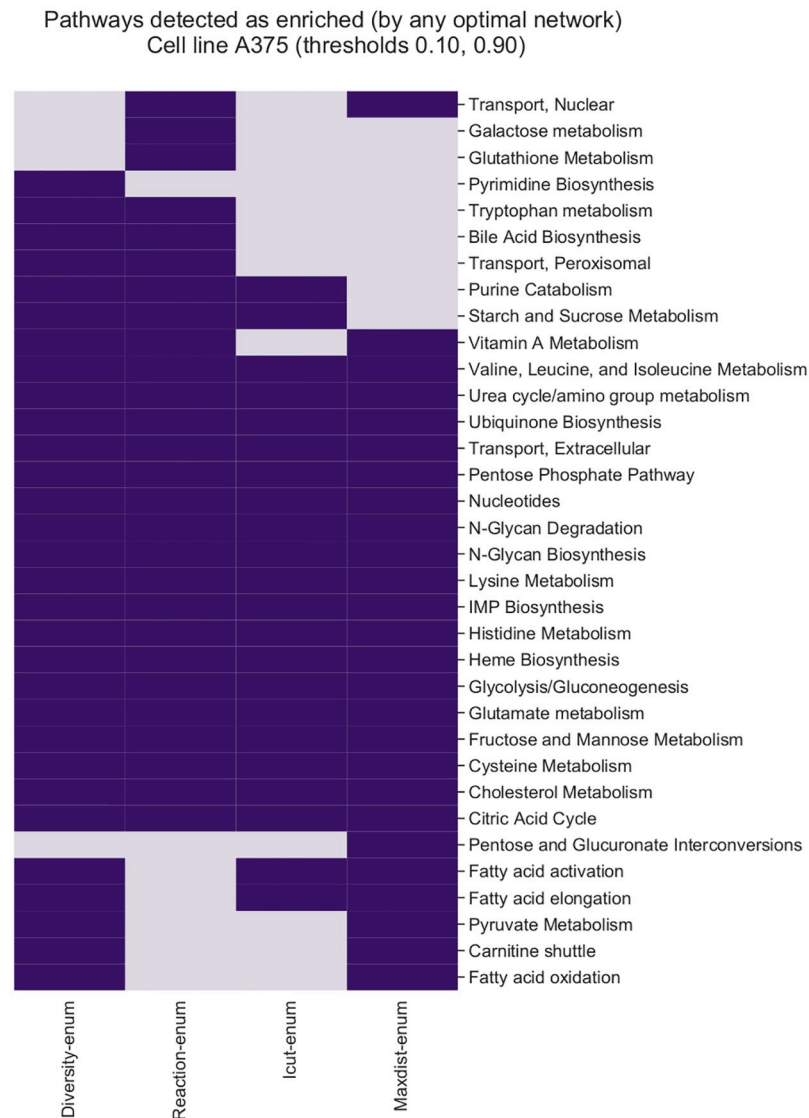 Pathways detected as enriched (by any optimal network)
Cell line A375 (thresholds 0.10, 0.90)
Transport, Nuclear
Galactose metabolism
Glutathione Metabolism
Pyrimidine Biosynthesis
Tryptophan metabolism
Bile Acid Biosynthesis
Transport, Peroxisomal
Purine Catabolism
Starch and Sucrose Metabolism
Vitamin A Metabolism
Valine, Leucine, and Isoleucine Metabolism
Urea cycle/amino group metabolism
Ubiquinone Biosynthesis
Transport, Extracellular
Pentose Phosphate Pathway
Nucleotides
N-Glycan Degradation
N-Glycan Biosynthesis
Lysine Metabolism
IMP Biosynthesis
Histidine Metabolism
Heme Biosynthesis
Glycolysis/Gluconeogenesis
Glutamate metabolism
Fructose and Mannose Metabolism
Cysteine Metabolism
Cholesterol Metabolism
Citric Acid Cycle
Pentose and Glucuronate Interconversions
Fatty acid activation
Fatty acid elongation
Pyruvate Metabolism
Carnitine shuttle
Fatty acid oxidation
Diversity-enum
Reaction-enum
Icut-enum
Maxdist-enum